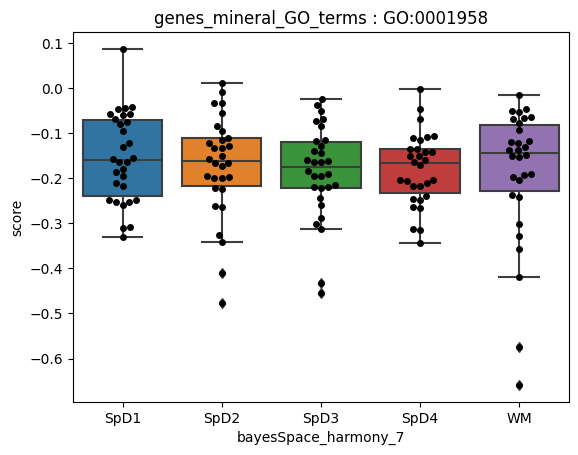 genes_mineral_GO_terms : GO:0001958
0.1
0.0
−0.1
−0.2
−0.3
−0.4
−0.5
−0.6
score
SpD1 SpD2 SpD3 SpD4 WM
bayesSpace_harmony_7